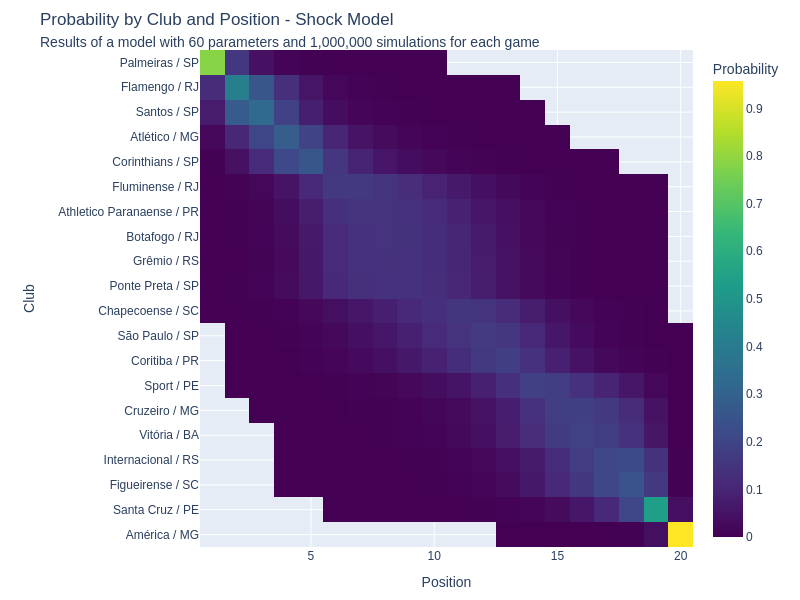 Probability by Club and Position - Shock Model
Results of a model with 60 parameters and 1,000,000 simulations for each game
Probability
Palmeiras / SP
Flamengo / RJ
Santos / SP
Atlético / MG
Corinthians / SP
Fluminense / RJ
Athletico Paranaense / PR
Botafogo / RJ
Grêmio / RS
Ponte Preta / SP
Chapecoense / SC
São Paulo / SP
Coritiba / PR
Sport / PE
Cruzeiro / MG
Vitória / BA
Internacional / RS
Figueirense / SC
Santa Cruz / PE
América / MG
Club
5 10 15 20
Position
0.9
0.8
0.7
0.6
0.5
0.4
0.3
0.2
0.1
0